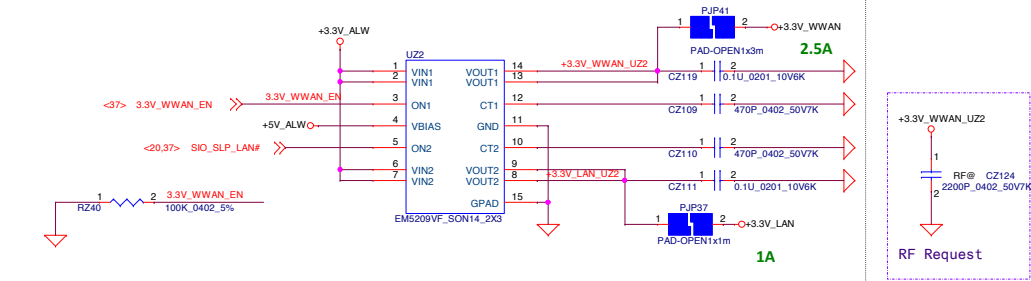 PJP41
1 2 +3.3V_WWAN
PAD-OPEN1x3m
2.5A
+3.3V_ALW
UZ2
1 VIN1 VOUT1 14 +3.3V_WWAN_UZ2 1 2
2 VIN1 VOUT1 13 CZ119 0.1U_0201_10V6K
<37> 3.3V_WWAN_EN 3.3V_WWAN_EN 3 ON1 CT1 12 1 2
CZ109 470P_0402_50V7K
+5V_ALW 4 VBIAS GND 11
<20,37> SIO_SLP_LAN# 5 ON2 CT2 10 1 2
CZ110 470P_0402_50V7K
6 VIN2 VOUT2 9
7 VIN2 VOUT2 8 +3.3V_LAN_UZ2 1 2
CZ111 0.1U_0201_10V6K
GPAD 15
EM5209VF_SON14_2X3
1 2 3.3V_WWAN_EN
RZ40 100K_0402_5%
PJP37
1 2 +3.3V_LAN
PAD-OPEN1x1m
1A
+3.3V_WWAN_UZ2
1
RF@ CZ124
2200P_0402_50V7K
2
RF Request